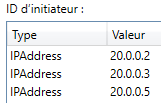 ID d'initiateur :
Type Valeur
IPAddress 20.0.0.2
IPAddress 20.0.0.3
IPAddress 20.0.0.5